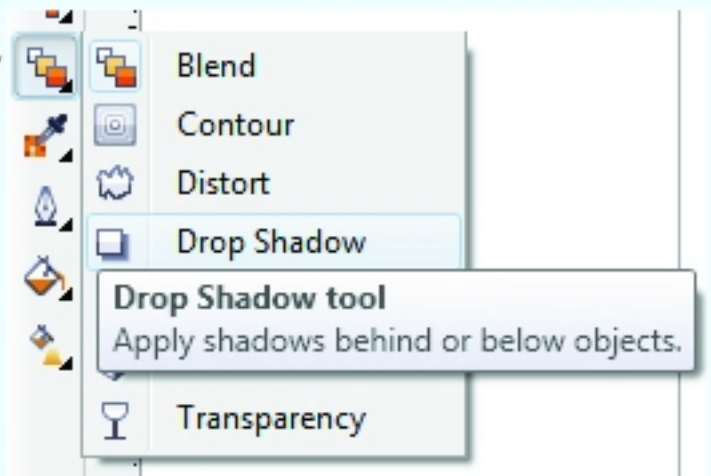 Blend
Contour
Distort
Drop Shadow
Drop Shadow tool
Apply shadows behind or below objects.
Transparency